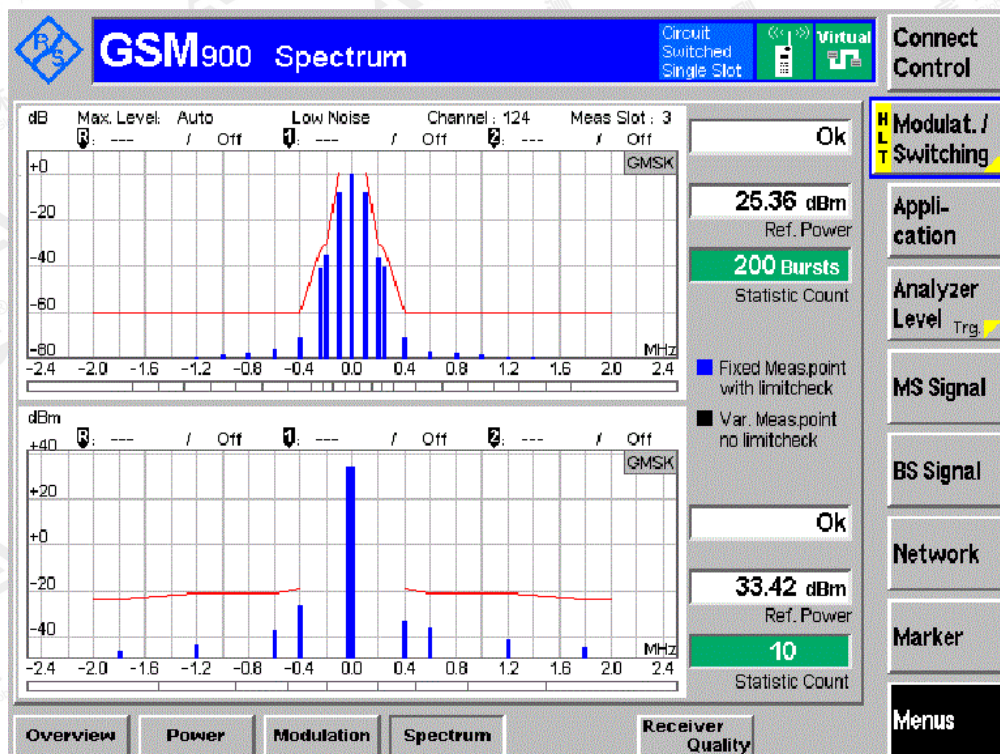 R/S
GSM900 Spectrum
Circuit
Switched
Single Slot
Virtual
Connect
Control
dB Max. Level: Auto Low Noise Channel : 124 Meas Slot : 3
R: --- / Off 1: --- / Off 2: --- / Off
GMSK
+0
-20
-40
-60
-80
MHz
-2.4 -2.0 -1.6 -1.2 -0.8 -0.4 0.0 0.4 0.8 1.2 1.6 2.0 2.4
Ok
25.36 dBm
Ref. Power
200 Bursts
Statistic Count
Fixed Meas.point
with limitcheck
Var. Meas.point
no limitcheck
dBm
R: --- / Off 1: --- / Off 2: --- / Off
GMSK
+40
+20
+0
-20
-40
MHz
-2.4 -2.0 -1.6 -1.2 -0.8 -0.4 0.0 0.4 0.8 1.2 1.6 2.0 2.4
Ok
33.42 dBm
Ref. Power
10
Statistic Count
HLT
Modulat. /
Switching
Appli-
cation
Analyzer
Level Trg.
MS Signal
BS Signal
Network
Marker
Menus
Overview Power Modulation Spectrum Receiver
Quality